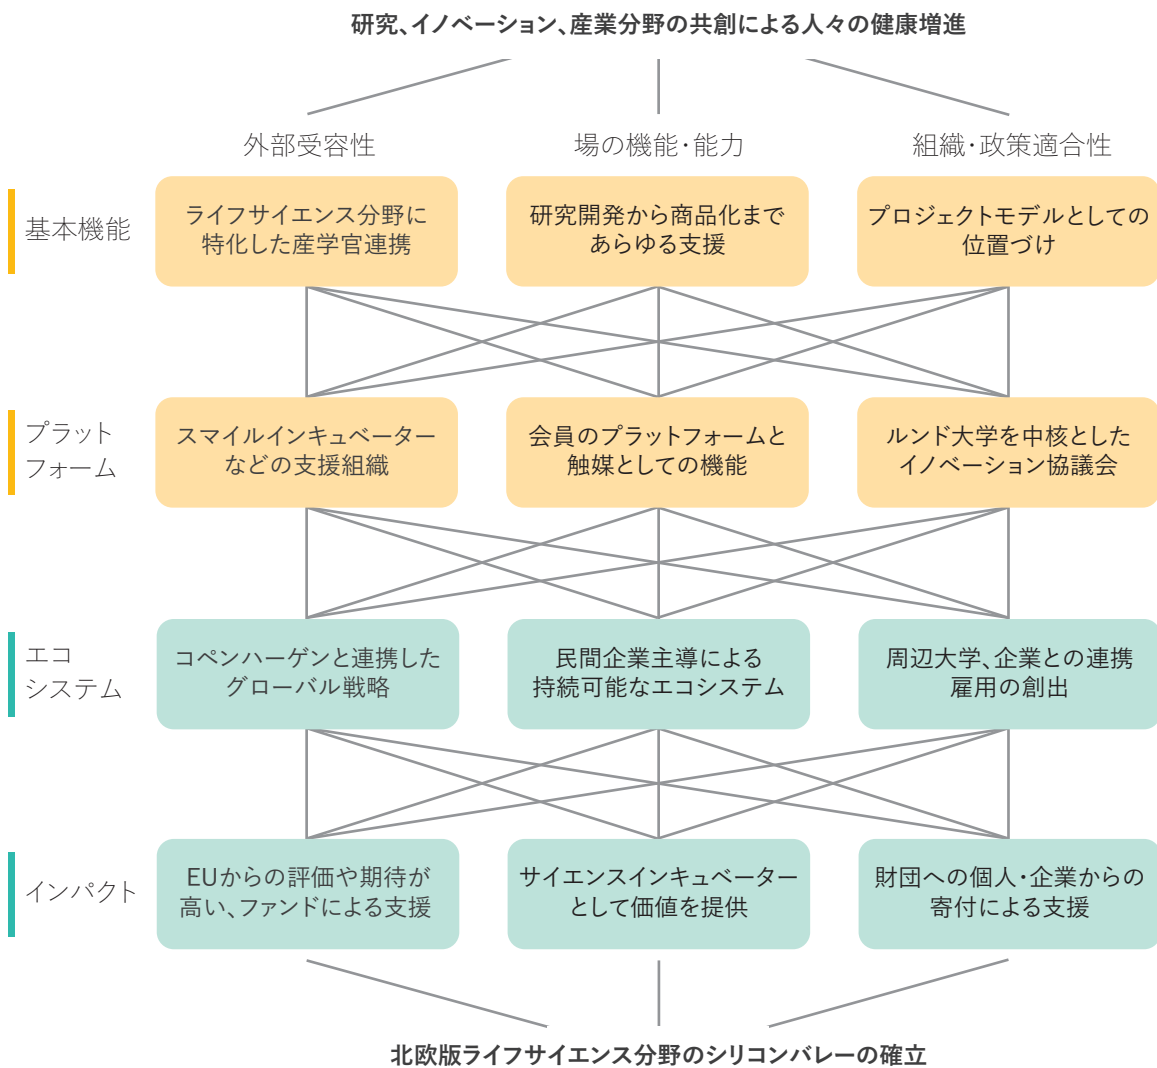 研究、イノベーション、産業分野の共創による人々の健康増進
外部受容性
場の機能・能力
組織・政策適合性
基本機能
ライフサイエンス分野に
特化した産学官連携
研究開発から商品化まで
あらゆる支援
プロジェクトモデルとしての
位置づけ
プラット
フォーム
スマイルインキュベーター
などの支援組織
会員のプラットフォームと
触媒としての機能
ルンド大学を中核とした
イノベーション協議会
エコ
システム
コペンハーゲンと連携した
グローバル戦略
民間企業主導による
持続可能なエコシステム
周辺大学、企業との連携
雇用の創出
インパクト
EUからの評価や期待が
高い、ファンドによる支援
サイエンスインキュベーター
として価値を提供
財団への個人・企業からの
寄付による支援
北欧版ライフサイエンス分野のシリコンバレーの確立